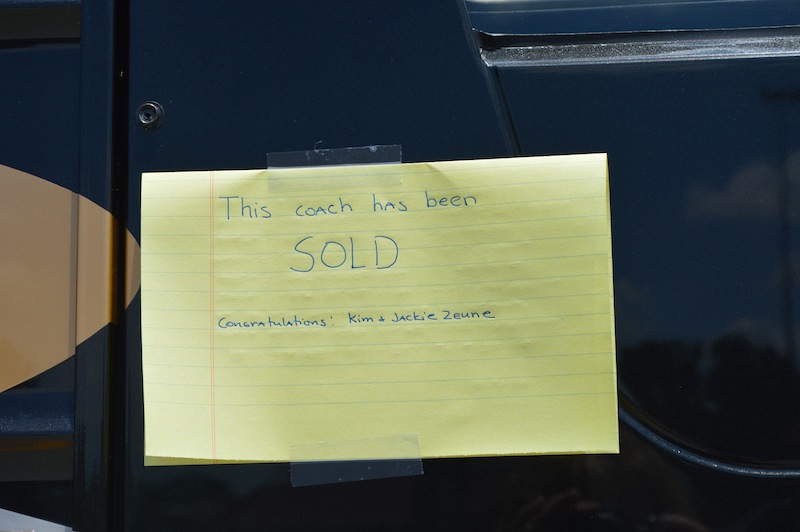 This coach has been
SOLD
Congratulations: Kim + Jackie Zeune